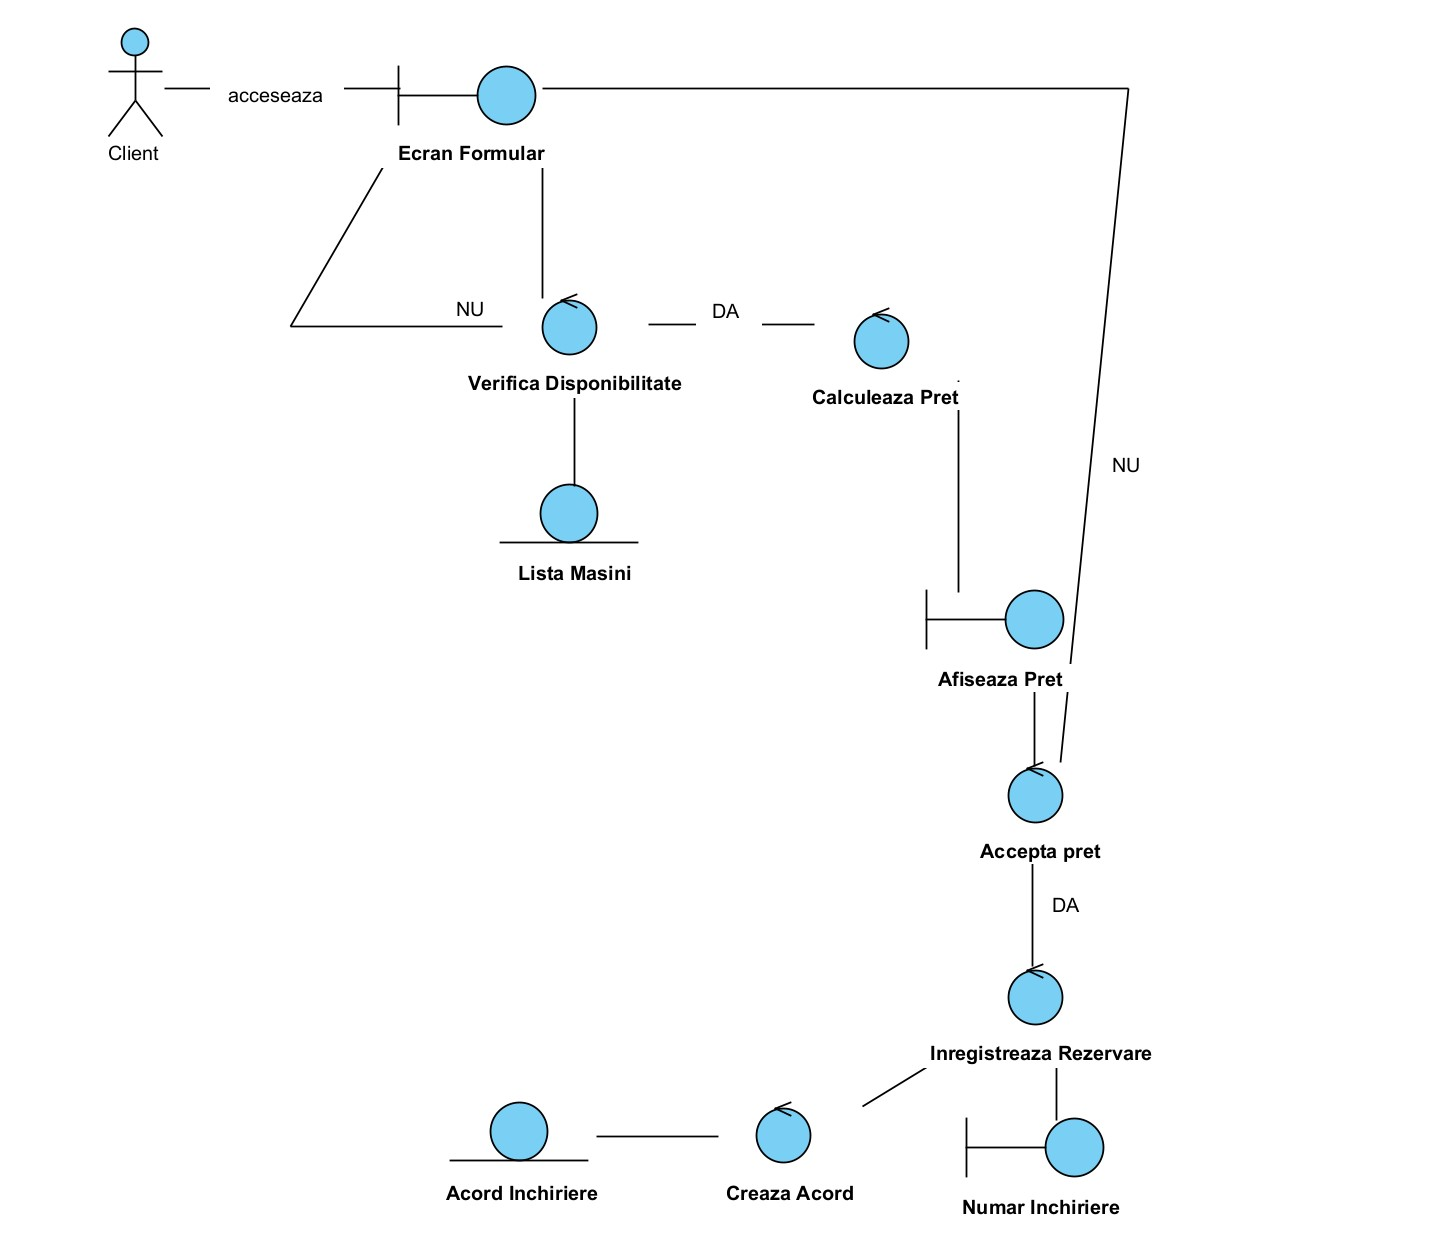 acceseaza
Client
Ecran Formular
NU
DA
Verifica Disponibilitate
Calculeaza Pret
NU
Lista Masini
Afiseaza Pret
Accepta pret
DA
Inregistreaza Rezervare
Acord Inchiriere
Creaza Acord
Numar Inchiriere